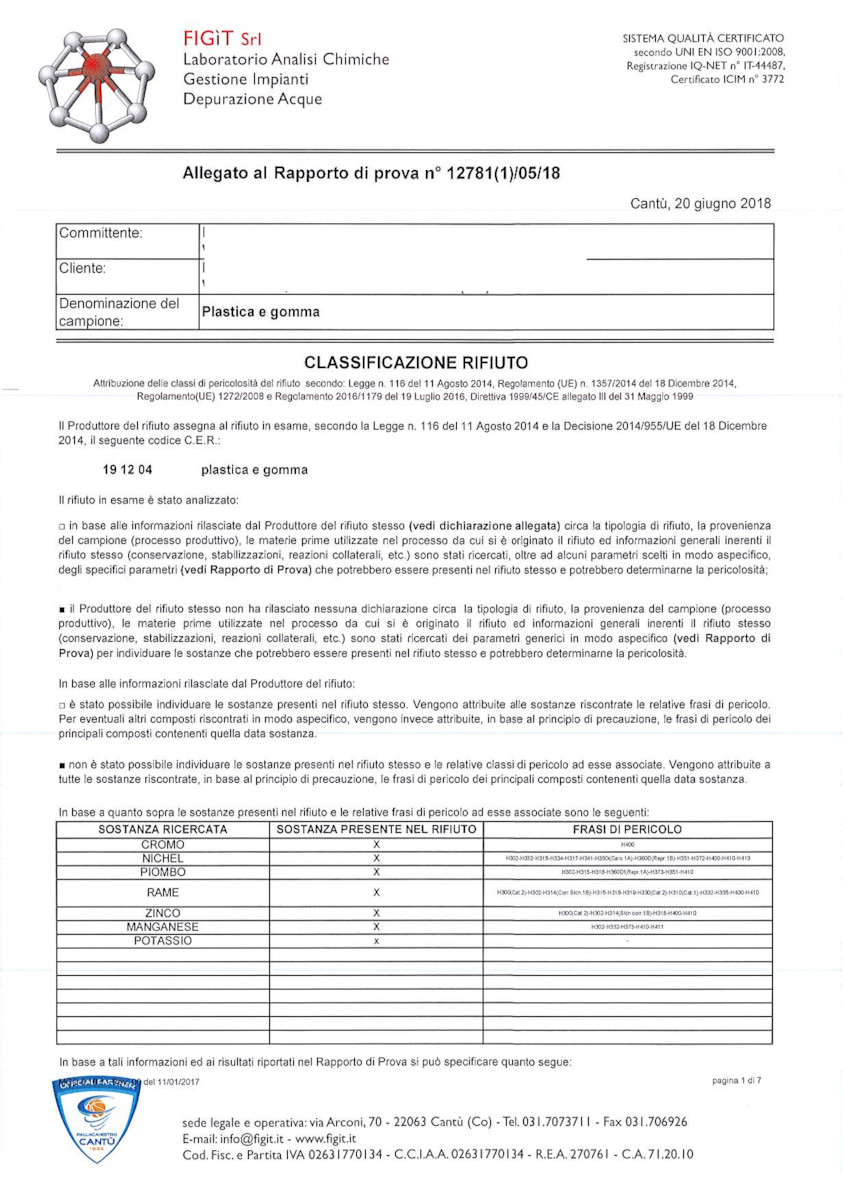 FIGiT Srl
Laboratorio Analisi Chimiche
Gestione Impianti
Depurazione Acque
SISTEMA QUALITÀ CERTIFICATO
secondo UNI EN ISO 9001:2008,
Registrazione IQ-NET n° IT-44487,
Certificato ICIM n° 3772
Allegato al Rapporto di prova n° 12781(1)/05/18
Cantù, 20 giugno 2018
Committente:
Cliente:
Denominazione del
campione:
Plastica e gomma
CLASSIFICAZIONE RIFIUTO
Attribuzione delle classi di pericolosità del rifiuto secondo: Legge n. 116 del 11 Agosto 2014, Regolamento (UE) n. 1357/2014 del 18 Dicembre 2014,
Regolamento(UE) 1272/2008 e Regolamento 2016/1179 del 19 Luglio 2016, Direttiva 1999/45/CE allegato III del 31 Maggio 1999
Il Produttore del rifiuto assegna al rifiuto in esame, secondo la Legge n. 116 del 11 Agosto 2014 e la Decisione 2014/955/UE del 18 Dicembre
2014, il seguente codice C.E.R.:
19 12 04 plastica e gomma
Il rifiuto in esame è stato analizzato:
□ in base alle informazioni rilasciate dal Produttore del rifiuto stesso (vedi dichiarazione allegata) circa la tipologia di rifiuto, la provenienza
del campione (processo produttivo), le materie prime utilizzate nel processo da cui si è originato il rifiuto ed informazioni generali inerenti il
rifiuto stesso (conservazione, stabilizzazioni, reazioni collaterali, etc.) sono stati ricercati, oltre ad alcuni parametri scelti in modo aspecifico,
degli specifici parametri (vedi Rapporto di Prova) che potrebbero essere presenti nel rifiuto stesso e potrebbero determinarne la pericolosità;
■ il Produttore del rifiuto stesso non ha rilasciato nessuna dichiarazione circa la tipologia di rifiuto, la provenienza del campione (processo
produttivo), le materie prime utilizzate nel processo da cui si è originato il rifiuto ed informazioni generali inerenti il rifiuto stesso
(conservazione, stabilizzazioni, reazioni collaterali, etc.) sono stati ricercati dei parametri generici in modo aspecifico (vedi Rapporto di
Prova) per individuare le sostanze che potrebbero essere presenti nel rifiuto stesso e potrebbero determinarne la pericolosità.
In base alle informazioni rilasciate dal Produttore del rifiuto:
□ è stato possibile individuare le sostanze presenti nel rifiuto stesso. Vengono attribuite alle sostanze riscontrate le relative frasi di pericolo.
Per eventuali altri composti riscontrati in modo aspecifico, vengono invece attribuite, in base al principio di precauzione, le frasi di pericolo dei
principali composti contenenti quella data sostanza.
■ non è stato possibile individuare le sostanze presenti nel rifiuto stesso e le relative classi di pericolo ad esse associate. Vengono attribuite a
tutte le sostanze riscontrate, in base al principio di precauzione, le frasi di pericolo dei principali composti contenenti quella data sostanza.
In base a quanto sopra le sostanze presenti nel rifiuto e le relative frasi di pericolo ad esse associate sono le seguenti:
SOSTANZA RICERCATA SOSTANZA PRESENTE NEL RIFIUTO FRASI DI PERICOLO
CROMO X H400
NICHEL X H302-H332-H315-H334-H317-H341-H350(Carc.1A)-H360D(Repr.1B)-H351-H372-H400-H410-H413
PIOMBO X H302-H315-H318-H360Df(Repr.1A)-H373-H351-H410
RAME X H300(Cat.2)-H302-H314(Corr Skin.1B)-H315-H318-H319-H330(Cat.2)-H310(Cat.1)-H332-H335-H400-H410
ZINCO X H300(Cat.2)-H302-H314(Skin corr.1B)-H318-H400-H410
MANGANESE X H302-H332-H373-H410-H411
POTASSIO x -
In base a tali informazioni ed ai risultati riportati nel Rapporto di Prova si può specificare quanto segue:
del 11/01/2017
pagina 1 di 7
OFFICIAL PARTNER
PALLACANESTRO
CANTÙ
1936
sede legale e operativa: via Arconi, 70 - 22063 Cantù (Co) - Tel. 031.7073711 - Fax 031.706926
E-mail: info@figit.it - www.figit.it
Cod. Fisc. e Partita IVA 02631770134 - C.C.I.A.A. 02631770134 - R.E.A. 270761 - C.A. 71.20.10